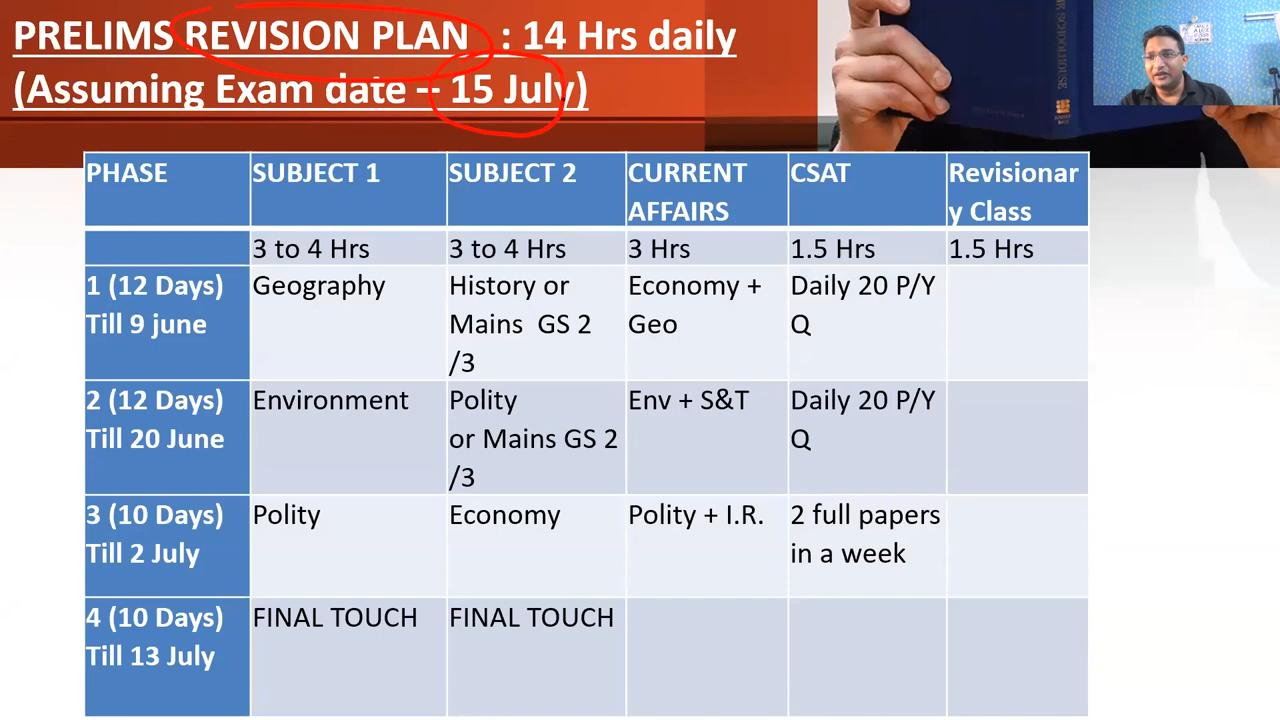 PRELIMS REVISION PLAN : 14 Hrs daily
(Assuming Exam date – 15 July)
PHASE SUBJECT 1 SUBJECT 2 CURRENT AFFAIRS CSAT Revisionary Class
3 to 4 Hrs 3 to 4 Hrs 3 Hrs 1.5 Hrs 1.5 Hrs
1 (12 Days) Geography History or Economy + Daily 20 P/Y
Till 9 june Mains GS 2 Geo Q
/3
2 (12 Days) Environment Polity Env + S&T Daily 20 P/Y
Till 20 June or Mains GS 2 Q
/3
3 (10 Days) Polity Economy Polity + I.R. 2 full papers
Till 2 July in a week
4 (10 Days) FINAL TOUCH FINAL TOUCH
Till 13 July